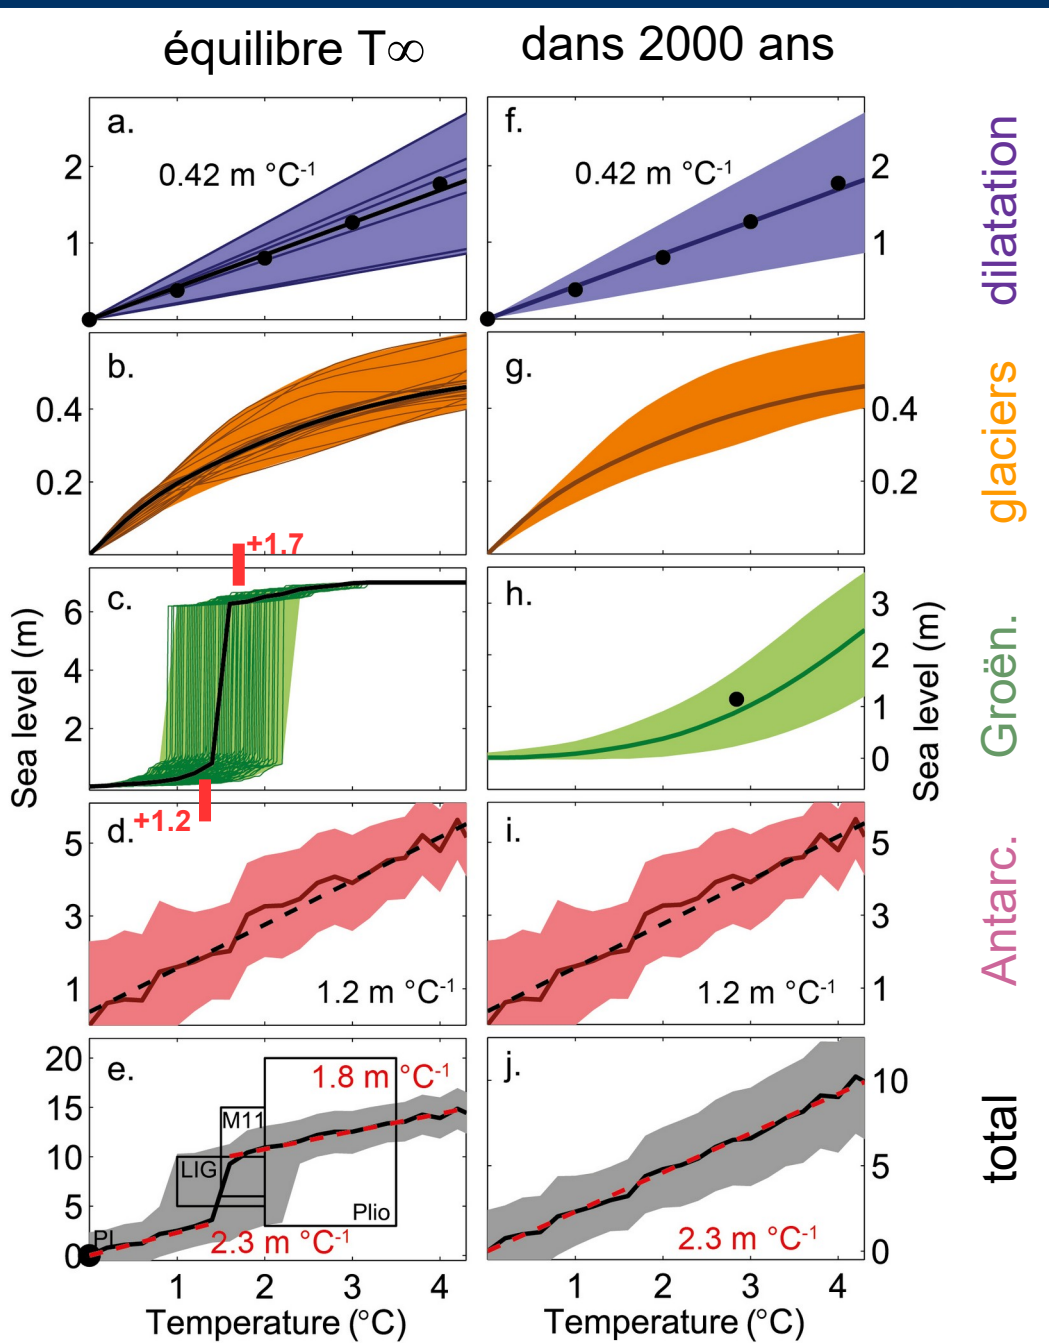 équilibre T∞
dans 2000 ans
a.
0.42 m °C-1
2
1
f.
0.42 m °C-1
2
1
dilatation
b.
0.4
0.2
g.
0.4
0.2
glaciers
+1.7
c.
6
4
2
Sea level (m)
+1.2
h.
3
2
1
0
Sea level (m)
Groën.
d.
5
3
1
1.2 m °C-1
i.
5
3
1
1.2 m °C-1
Antarc.
e.
20
15
10
5
0
1.8 m °C-1
M11
LIG
Plio
PI
2.3 m °C-1
j.
10
5
0
2.3 m °C-1
total
1 2 3 4
1 2 3 4
Temperature (°C)
Temperature (°C)